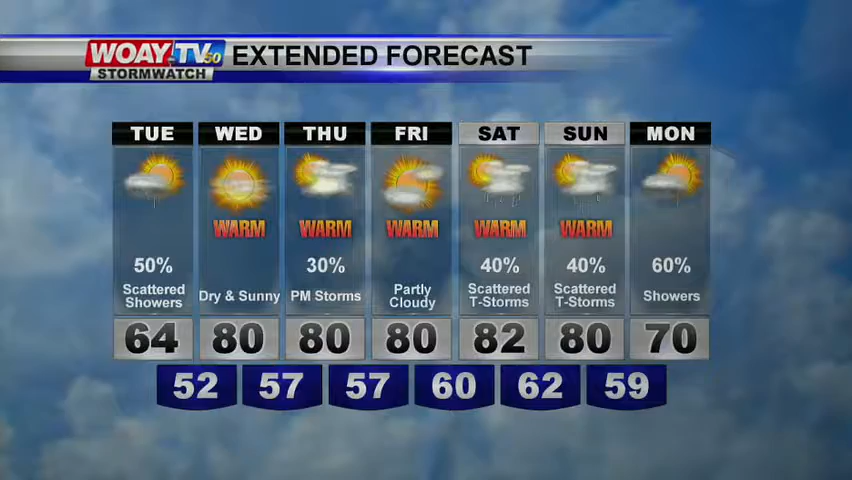 WOAY-TV 50
STORMWATCH
EXTENDED FORECAST
TUE WED THU FRI SAT SUN MON
WARM WARM WARM WARM WARM
50% 30% 40% 40% 60%
Scattered
Showers
Dry & Sunny
PM Storms
Partly
Cloudy
Scattered
T-Storms
Scattered
T-Storms
Showers
64 80 80 80 82 80 70
52 57 57 60 62 59